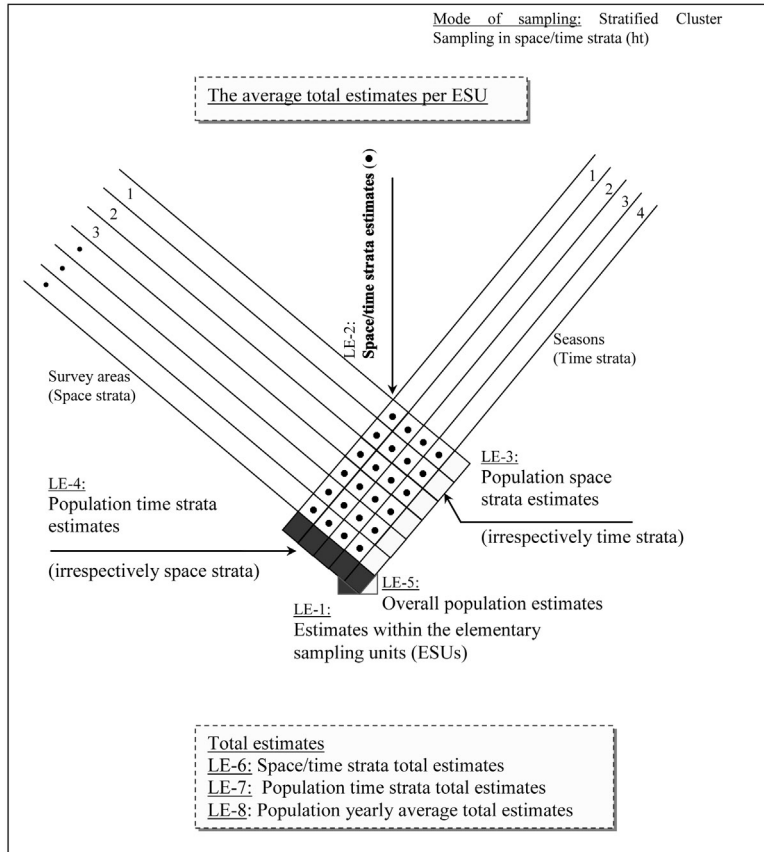 Mode of sampling: Stratified Cluster
Sampling in space/time strata (ht)
The average total estimates per ESU
LE-2:
Space/time strata estimates (●)
1
2
3
1
2
3
4
Survey areas
(Space strata)
Seasons
(Time strata)
LE-4:
Population time strata
estimates
(irrespectively space strata)
LE-3:
Population space
strata estimates
(irrespectively time strata)
LE-5:
Overall population estimates
LE-1:
Estimates within the elementary
sampling units (ESUs)
Total estimates
LE-6: Space/time strata total estimates
LE-7: Population time strata total estimates
LE-8: Population yearly average total estimates